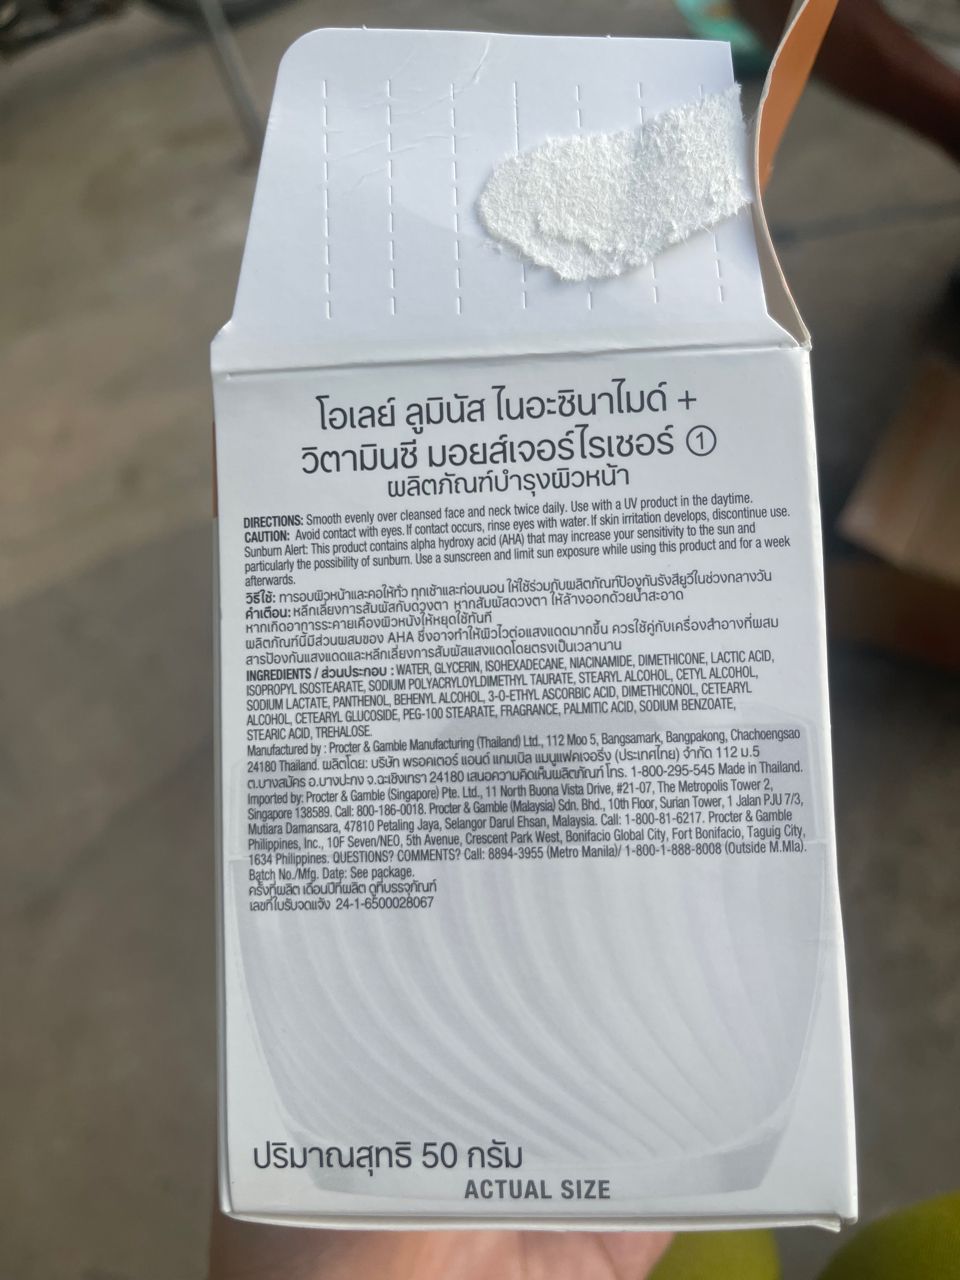 โอเลย์ ลูมินัส ไนอะซินาไมด์ +
วิตามินซี มอยส์เจอร์ไรเซอร์ ①
ผลิตภัณฑ์บำรุงผิวหน้า
DIRECTIONS: Smooth evenly over cleansed face and neck twice daily. Use with a UV product in the daytime.
CAUTION: Avoid contact with eyes. If contact occurs, rinse eyes with water. If skin irritation develops, discontinue use.
Sunburn Alert: This product contains alpha hydroxy acid (AHA) that may increase your sensitivity to the sun and
particularly the possibility of sunburn. Use a sunscreen and limit sun exposure while using this product and for a week
afterwards.
วิธีใช้: ทารอบผิวหน้าและคอให้ทั่ว ทุกเช้าและก่อนนอน ให้ใช้ร่วมกับผลิตภัณฑ์ป้องกันรังสียูวีในช่วงกลางวัน
คำเตือน: หลีกเลี่ยงการสัมผัสกับดวงตา หากสัมผัสดวงตา ให้ล้างออกด้วยน้ำสะอาด
หากเกิดอาการระคายเคืองผิวหนังให้หยุดใช้ทันที
ผลิตภัณฑ์นี้มีส่วนผสมของ AHA ซึ่งอาจทำให้ผิวไวต่อแสงแดดมากขึ้น ควรใช้คู่กับเครื่องสำอางที่ผสม
สารป้องกันแสงแดดและหลีกเลี่ยงการสัมผัสแสงแดดโดยตรงเป็นเวลานาน
INGREDIENTS / ส่วนประกอบ : WATER, GLYCERIN, ISOHEXADECANE, NIACINAMIDE, DIMETHICONE, LACTIC ACID,
ISOPROPYL ISOSTEARATE, SODIUM POLYACRYLOYLDIMETHYL TAURATE, STEARYL ALCOHOL, CETYL ALCOHOL,
SODIUM LACTATE, PANTHENOL, BEHENYL ALCOHOL, 3-O-ETHYL ASCORBIC ACID, DIMETHICONOL, CETEARYL
ALCOHOL, CETEARYL GLUCOSIDE, PEG-100 STEARATE, FRAGRANCE, PALMITIC ACID, SODIUM BENZOATE,
STEARIC ACID, TREHALOSE.
Manufactured by : Procter & Gamble Manufacturing (Thailand) Ltd., 112 Moo 5, Bangsamark, Bangpakong, Chachoengsao
24180 Thailand. ผลิตโดย: บริษัท พรอคเตอร์ แอนด์ แกมเบิล แมนูแฟคเจอริ่ง (ประเทศไทย) จำกัด 112 ม.5
ต.บางสมัคร อ.บางปะกง จ.ฉะเชิงเทรา 24180 เสนอความคิดเห็นผลิตภัณฑ์ โทร. 1-800-295-545 Made in Thailand.
Imported by: Procter & Gamble (Singapore) Pte. Ltd., 11 North Buona Vista Drive, #21-07, The Metropolis Tower 2,
Singapore 138589. Call: 800-186-0018. Procter & Gamble (Malaysia) Sdn. Bhd., 10th Floor, Surian Tower, 1 Jalan PJU 7/3,
Mutiara Damansara, 47810 Petaling Jaya, Selangor Darul Ehsan, Malaysia. Call: 1-800-81-6217. Procter & Gamble
Philippines, Inc., 10F Seven/NEO, 5th Avenue, Crescent Park West, Bonifacio Global City, Fort Bonifacio, Taguig City,
1634 Philippines. QUESTIONS? COMMENTS? Call: 8894-3955 (Metro Manila)/ 1-800-1-888-8008 (Outside M.Mla).
Batch No./Mfg. Date: See package.
ครั้งที่ผลิต เดือนปีที่ผลิต ดูที่บรรจุภัณฑ์
เลขที่ใบรับจดแจ้ง 24-1-6500028067
ปริมาณสุทธิ 50 กรัม
ACTUAL SIZE